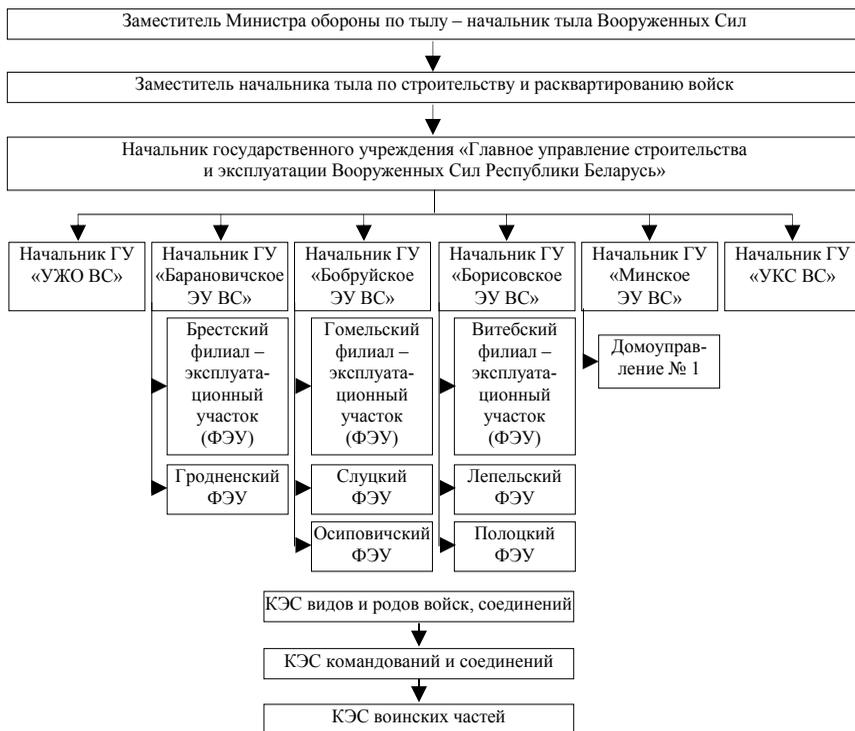 Заместитель Министра обороны по тылу – начальник тыла Вооруженных Сил
Заместитель начальника тыла по строительству и расквартированию войск
Начальник государственного учреждения «Главное управление строительства
и эксплуатации Вооруженных Сил Республики Беларусь»
Начальник ГУ
«УЖО ВС»
Начальник ГУ
«Барановичское
ЭУ ВС»
Начальник ГУ
«Бобруйское
ЭУ ВС»
Начальник ГУ
«Борисовское
ЭУ ВС»
Начальник ГУ
«Минское
ЭУ ВС»
Начальник ГУ
«УКС ВС»
Брестский
филиал –
эксплуата-
ационный
участок
(ФЭУ)
Гродненский
ФЭУ
Гомельский
филиал –
эксплуата-
ационный
участок
(ФЭУ)
Слуцкий
ФЭУ
Осиповичский
ФЭУ
Витебский
филиал –
эксплуата-
ационный
участок
(ФЭУ)
Лепельский
ФЭУ
Полоцкий
ФЭУ
Домоуправ-
ление № 1
КЭС видов и родов войск, соединений
КЭС командований и соединений
КЭС воинских частей